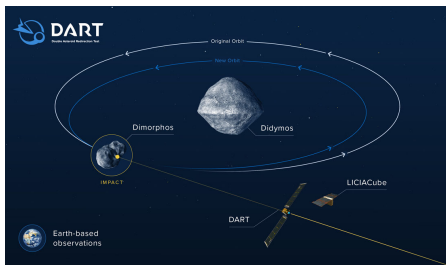 DART
Double Asteroid Redirection Test
Original Orbit
New Orbit
Dimorphos
Didymos
IMPACT
LICIACube
DART
Earth-based
observations